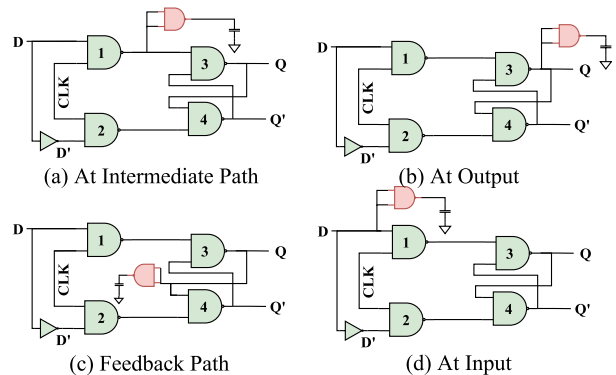 D
1
3
Q
CLK
2
4
Q'
D'
(a) At Intermediate Path
D
1
3
Q
CLK
2
4
Q'
D'
(b) At Output
D
1
3
Q
CLK
2
4
Q'
D'
(c) Feedback Path
D
1
3
Q
CLK
2
4
Q'
D'
(d) At Input